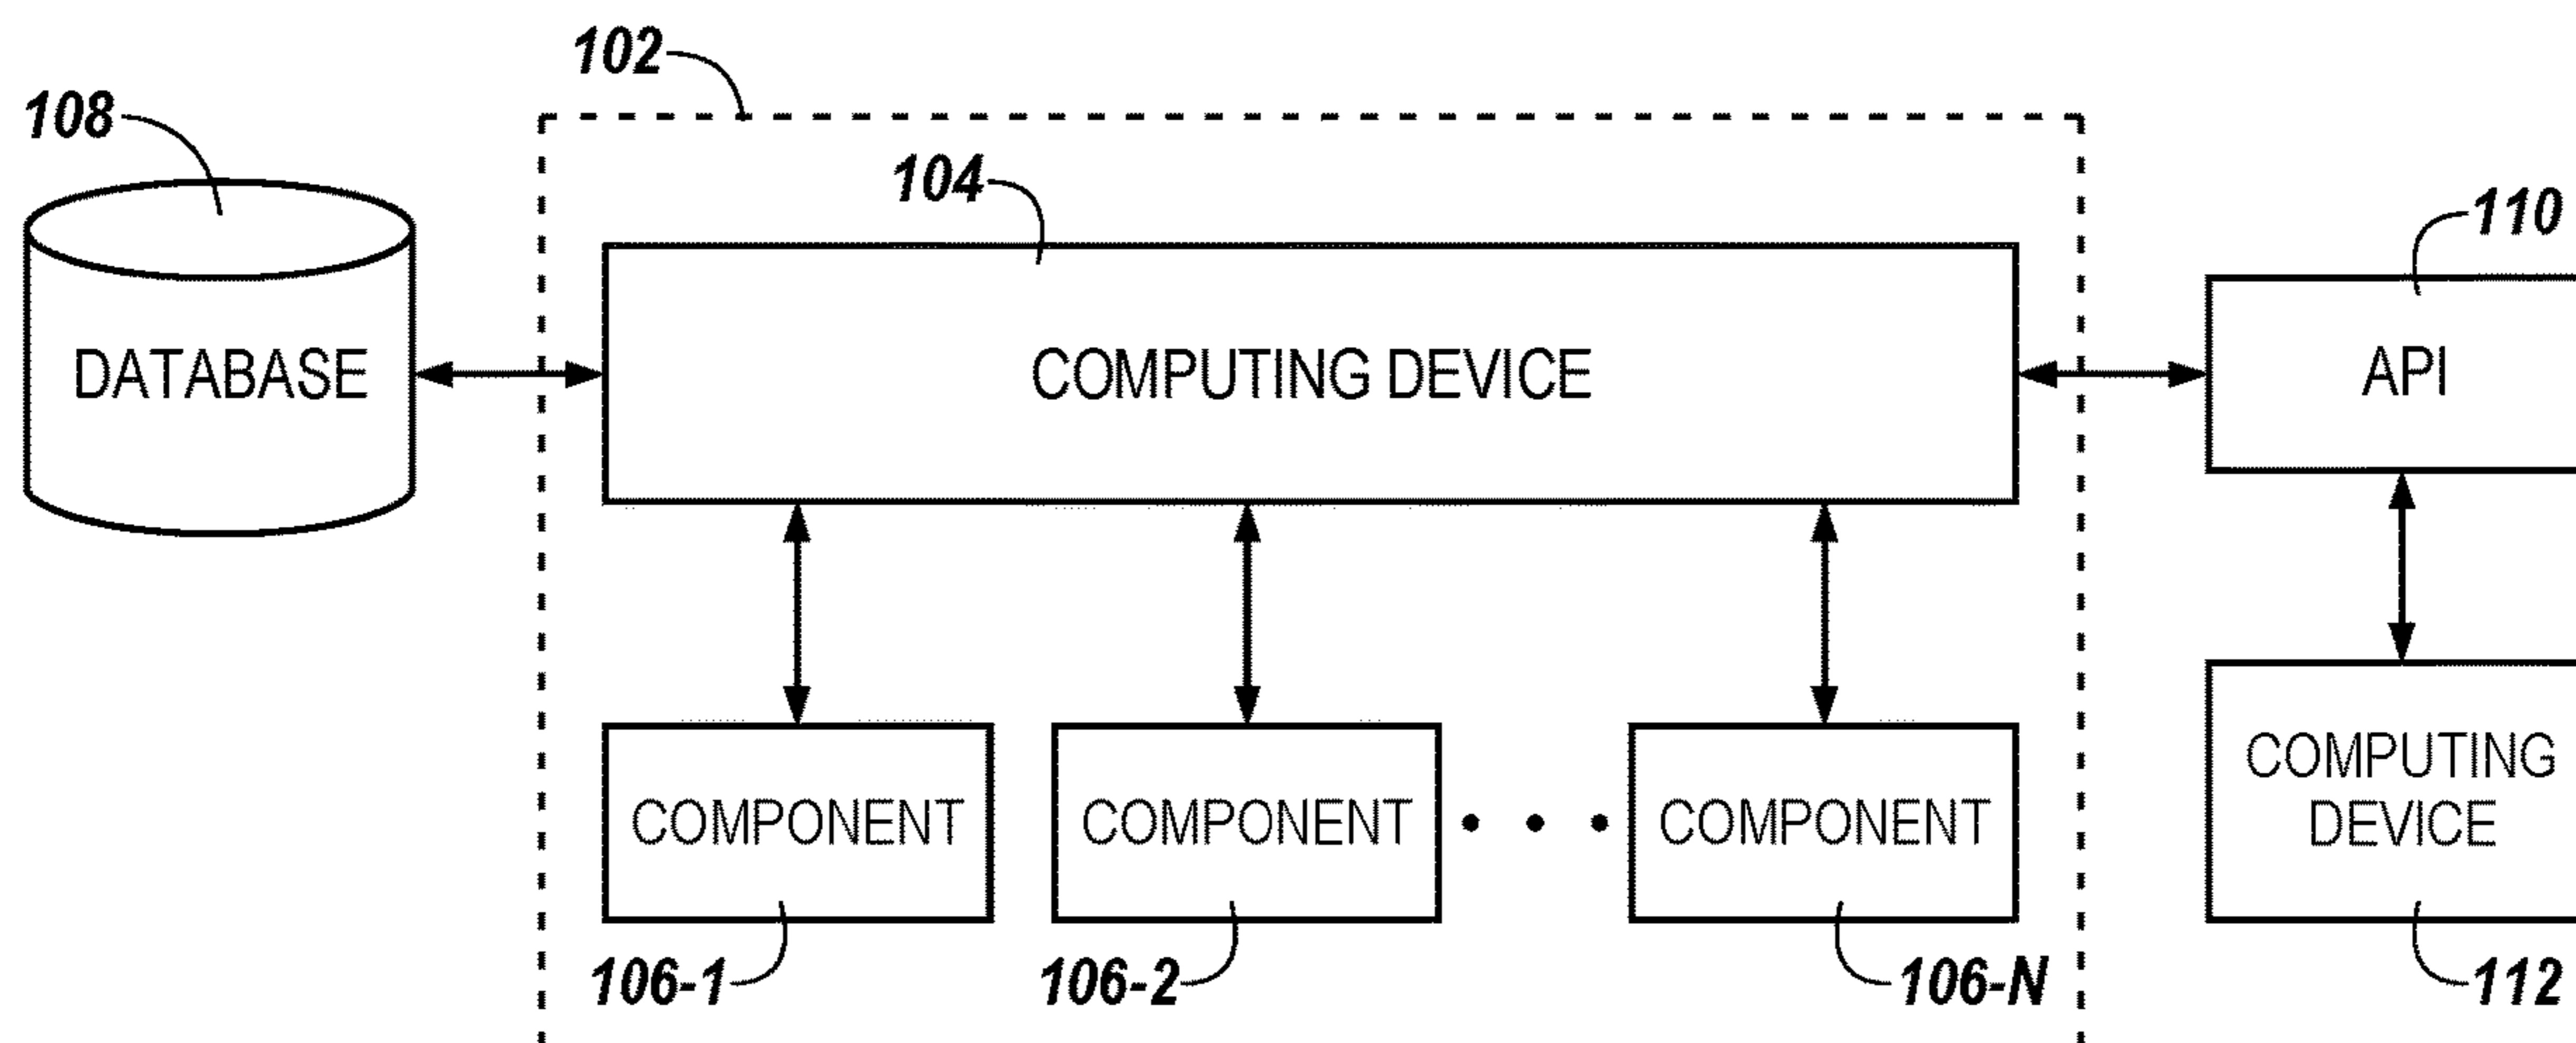 102
108
104
110
DATABASE
COMPUTING DEVICE
API
COMPONENT
COMPONENT
COMPONENT
COMPUTING
DEVICE
106-1
106-2
106-N
112